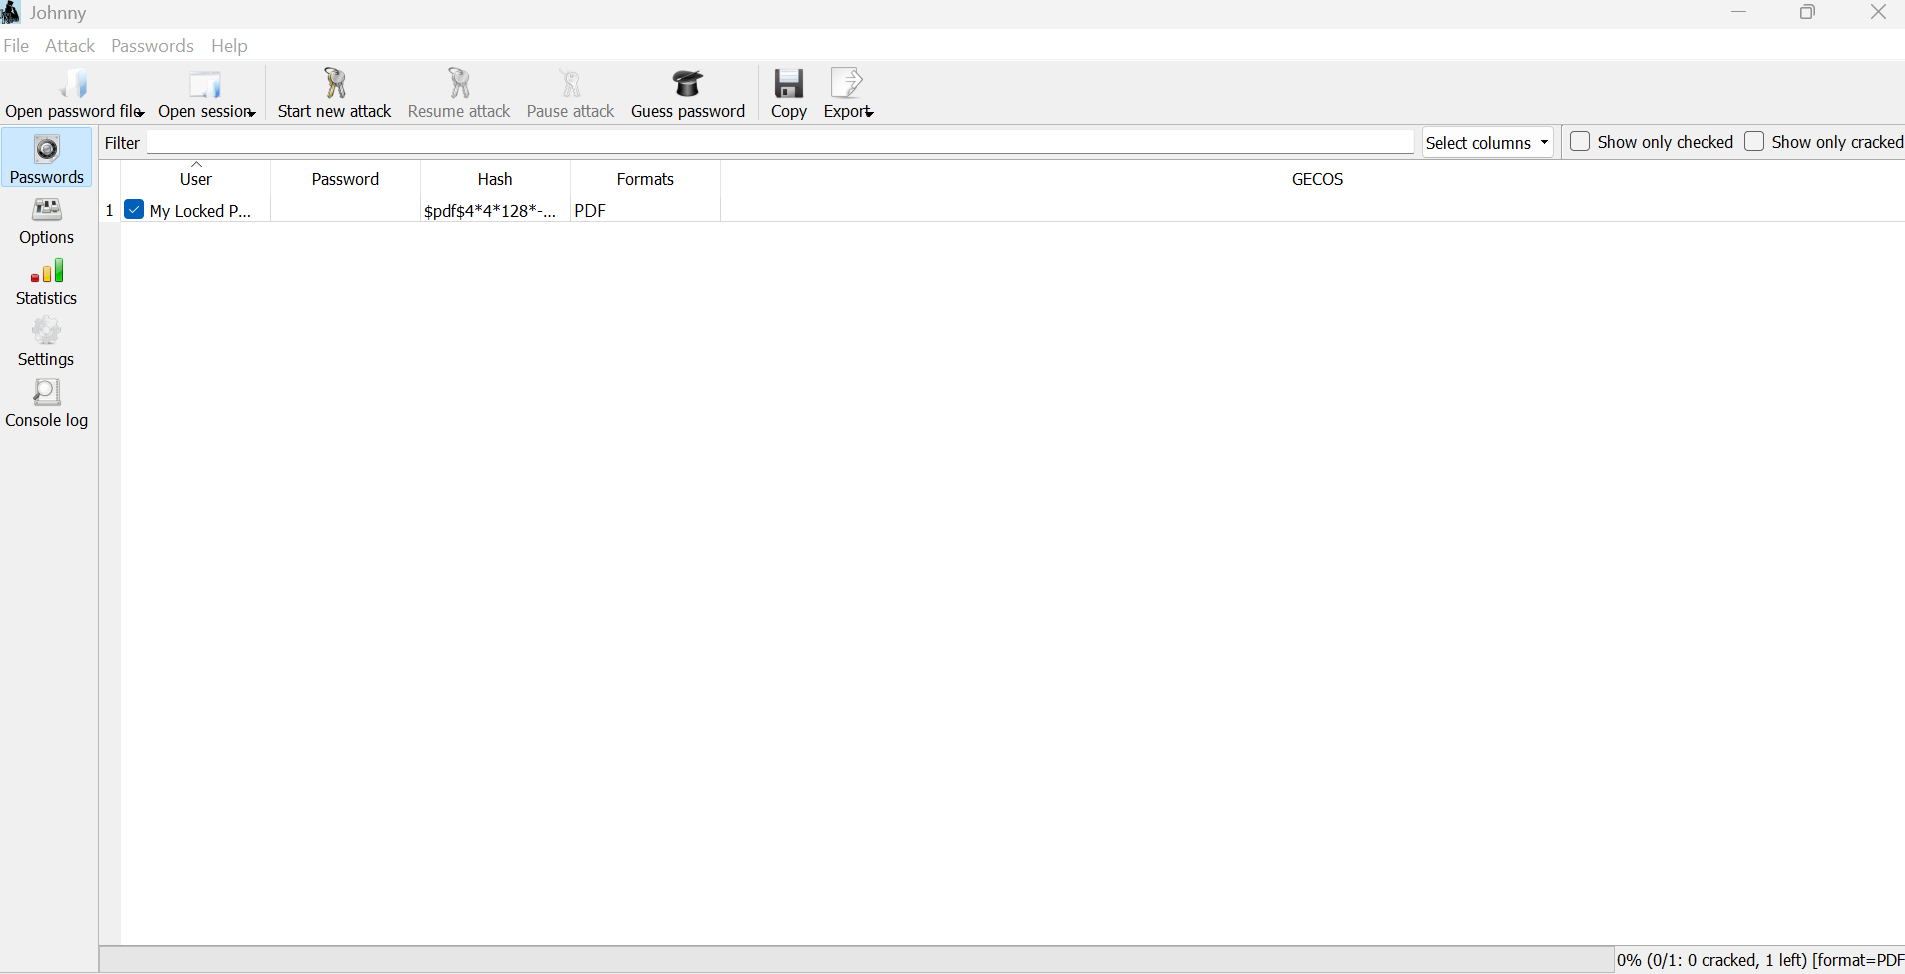 Johnny
File Attack Passwords Help
Open password file Open session Start new attack Resume attack Pause attack Guess password Copy Export
Passwords
Filter Select columns Show only checked Show only cracked
User Password Hash Formats GECOS
1 My Locked P... $pdf$4*4*128*-... PDF
Options
Statistics
Settings
Console log
0% (0/1: 0 cracked, 1 left) [format=PDF